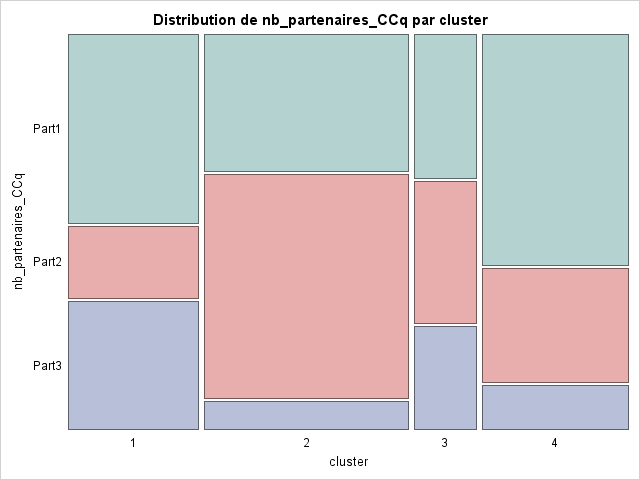 Distribution de nb_partenaires_CCq par cluster
nb_partenaires_CCq
Part1
Part2
Part3
1 2 3 4
cluster